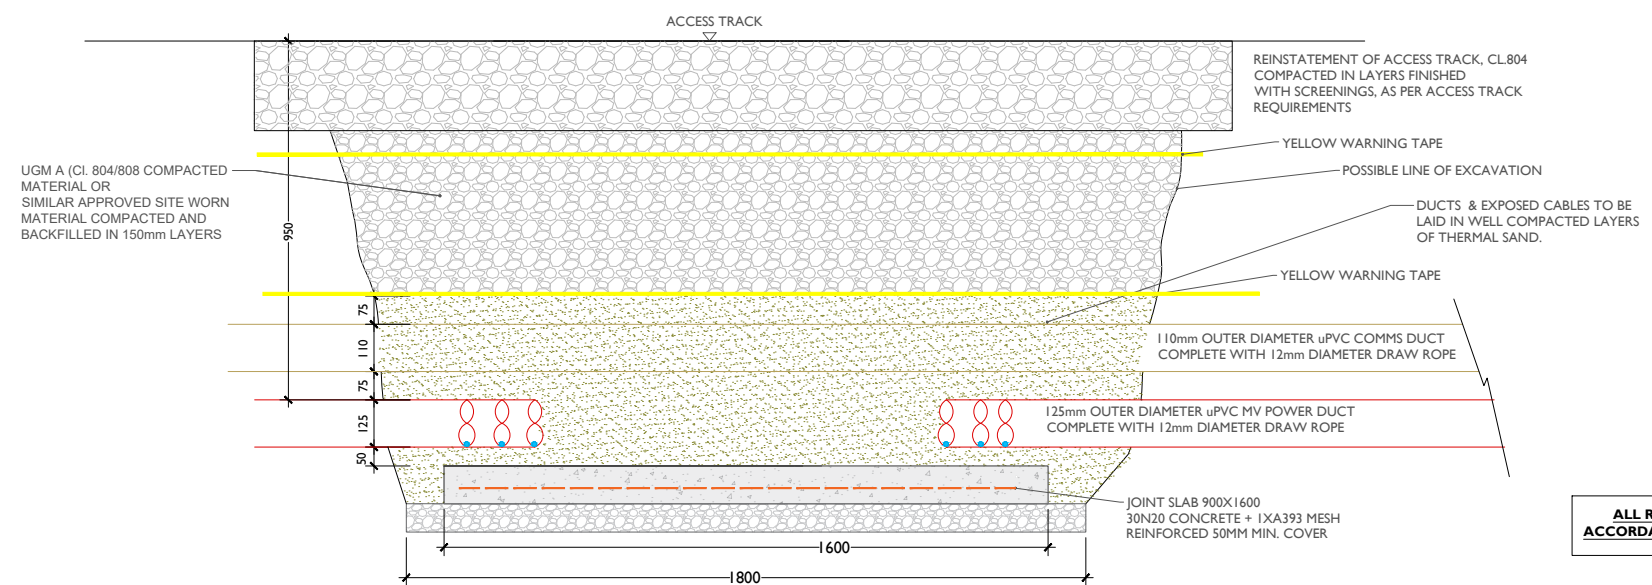 ACCESS TRACK
REINSTATEMENT OF ACCESS TRACK, CL.804
COMPACTED IN LAYERS FINISHED
WITH SCREENINGS, AS PER ACCESS TRACK
REQUIREMENTS
YELLOW WARNING TAPE
POSSIBLE LINE OF EXCAVATION
UGM A (Cl. 804/808 COMPACTED
MATERIAL OR
SIMILAR APPROVED SITE WORN
MATERIAL COMPACTED AND
BACKFILLED IN 150mm LAYERS
950
DUCTS & EXPOSED CABLES TO BE
LAID IN WELL COMPACTED LAYERS
OF THERMAL SAND.
YELLOW WARNING TAPE
75
110
75
125
50
110mm OUTER DIAMETER uPVC COMMS DUCT
COMPLETE WITH 12mm DIAMETER DRAW ROPE
125mm OUTER DIAMETER uPVC MV POWER DUCT
COMPLETE WITH 12mm DIAMETER DRAW ROPE
JOINT SLAB 900X1600
30N20 CONCRETE + 1XA393 MESH
REINFORCED 50MM MIN. COVER
1600
1800
ALL R
ACCORDA